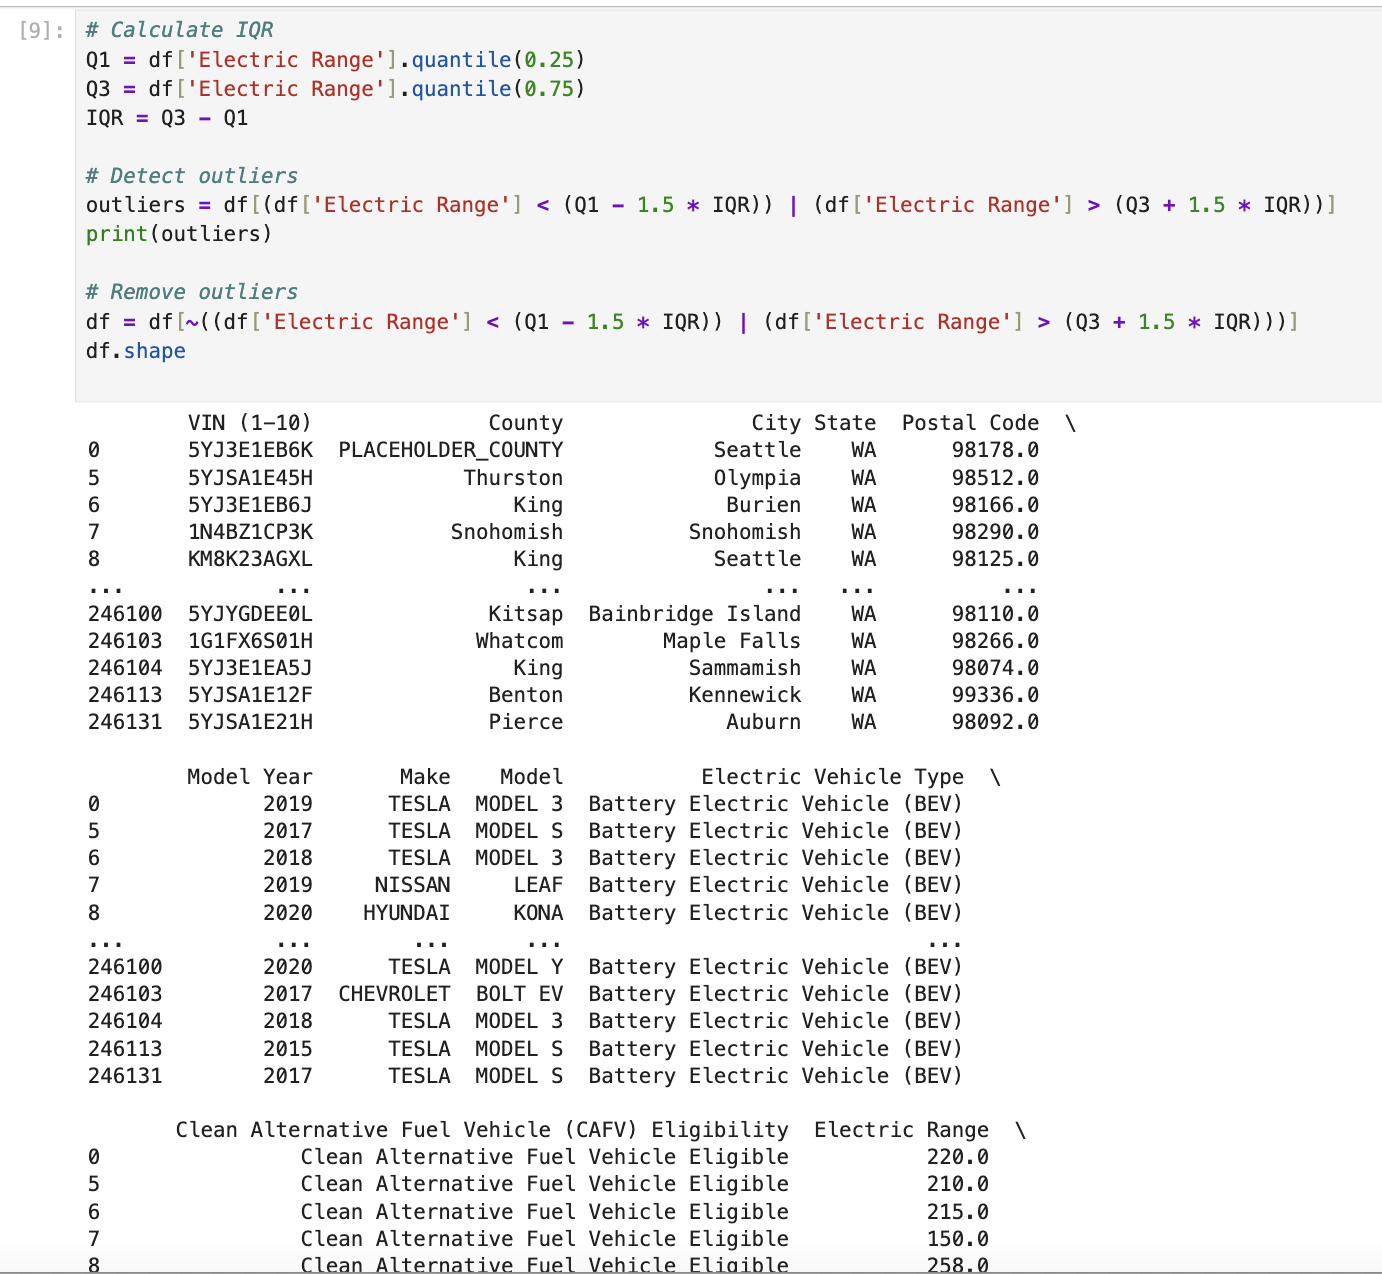 [9]: # Calculate IQR
Q1 = df['Electric Range'].quantile(0.25)
Q3 = df['Electric Range'].quantile(0.75)
IQR = Q3 - Q1
# Detect outliers
outliers = df[(df['Electric Range'] < (Q1 - 1.5 * IQR)) | (df['Electric Range'] > (Q3 + 1.5 * IQR))]
print(outliers)
# Remove outliers
df = df[~((df['Electric Range'] < (Q1 - 1.5 * IQR)) | (df['Electric Range'] > (Q3 + 1.5 * IQR)))]
df.shape
VIN (1-10) County City State Postal Code \
0 5YJ3E1EB6K PLACEHOLDER_COUNTY Seattle WA 98178.0
5 5YJSA1E45H Thurston Olympia WA 98512.0
6 5YJ3E1EB6J King Burien WA 98166.0
7 1N4BZ1CP3K Snohomish Snohomish WA 98290.0
8 KM8K23AGXL King Seattle WA 98125.0
... ... ... ... ... ...
246100 5YJYGDEE0L Kitsap Bainbridge Island WA 98110.0
246103 1G1FX6S01H Whatcom Maple Falls WA 98266.0
246104 5YJ3E1EA5J King Sammamish WA 98074.0
246113 5YJSA1E12F Benton Kennewick WA 99336.0
246131 5YJSA1E21H Pierce Auburn WA 98092.0
Model Year Make Model Electric Vehicle Type \
0 2019 TESLA MODEL 3 Battery Electric Vehicle (BEV)
5 2017 TESLA MODEL S Battery Electric Vehicle (BEV)
6 2018 TESLA MODEL 3 Battery Electric Vehicle (BEV)
7 2019 NISSAN LEAF Battery Electric Vehicle (BEV)
8 2020 HYUNDAI KONA Battery Electric Vehicle (BEV)
... ... ... ... ...
246100 2020 TESLA MODEL Y Battery Electric Vehicle (BEV)
246103 2017 CHEVROLET BOLT EV Battery Electric Vehicle (BEV)
246104 2018 TESLA MODEL 3 Battery Electric Vehicle (BEV)
246113 2015 TESLA MODEL S Battery Electric Vehicle (BEV)
246131 2017 TESLA MODEL S Battery Electric Vehicle (BEV)
Clean Alternative Fuel Vehicle (CAFV) Eligibility Electric Range \
0 Clean Alternative Fuel Vehicle Eligible 220.0
5 Clean Alternative Fuel Vehicle Eligible 210.0
6 Clean Alternative Fuel Vehicle Eligible 215.0
7 Clean Alternative Fuel Vehicle Eligible 150.0
8 Clean Alternative Fuel Vehicle Eligible 258.0